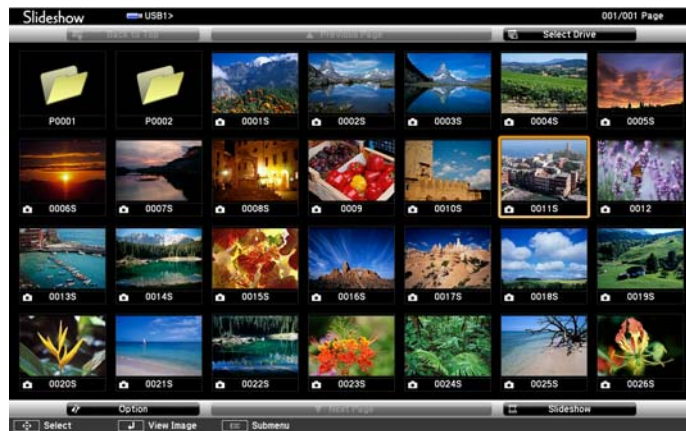 Slideshow USB1> 001/001 Page
Back to Top Previous Page Select Drive
P0001 P0002 0001S 0002S 0003S 0004S 0005S
0006S 0007S 0008S 0009 0010S 0011S 0012
0013S 0014S 0015S 0016S 0017S 0018S 0019S
0020S 0021S 0022S 0023S 0024S 0025S 0026S
Option Next Page Slideshow
Select View Image Esc Submenu